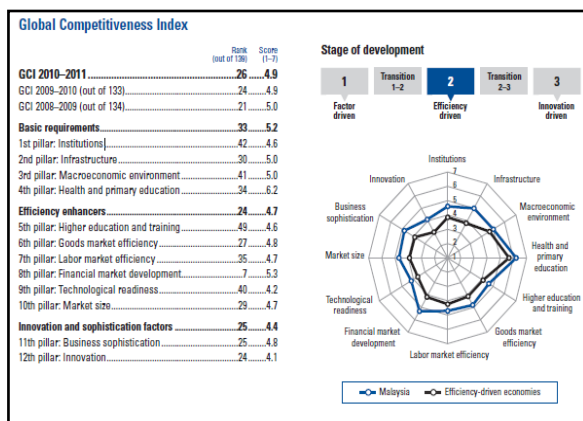 Global Competitiveness Index
Rank Score
(out of 139) (1–7)
GCI 2010–2011 26 4.9
GCI 2009–2010 (out of 133) 24 4.9
GCI 2008–2009 (out of 134) 21 5.0
Basic requirements 33 5.2
1st pillar: Institutions 42 4.6
2nd pillar: Infrastructure 30 5.0
3rd pillar: Macroeconomic environment 41 5.0
4th pillar: Health and primary education 34 6.2
Efficiency enhancers 24 4.7
5th pillar: Higher education and training 49 4.6
6th pillar: Goods market efficiency 27 4.8
7th pillar: Labor market efficiency 35 4.7
8th pillar: Financial market development 7 5.3
9th pillar: Technological readiness 40 4.2
10th pillar: Market size 29 4.7
Innovation and sophistication factors 25 4.4
11th pillar: Business sophistication 25 4.8
12th pillar: Innovation 24 4.1
Stage of development
1 Transition 1–2 2 Transition 2–3 3
Factor driven Efficiency driven Innovation driven
Institutions
Infrastructure
Macroeconomic environment
Health and primary education
Higher education and training
Goods market efficiency
Labor market efficiency
Financial market development
Technological readiness
Market size
Business sophistication
Innovation
7
6
5
4
3
2
1
Malaysia Efficiency-driven economies